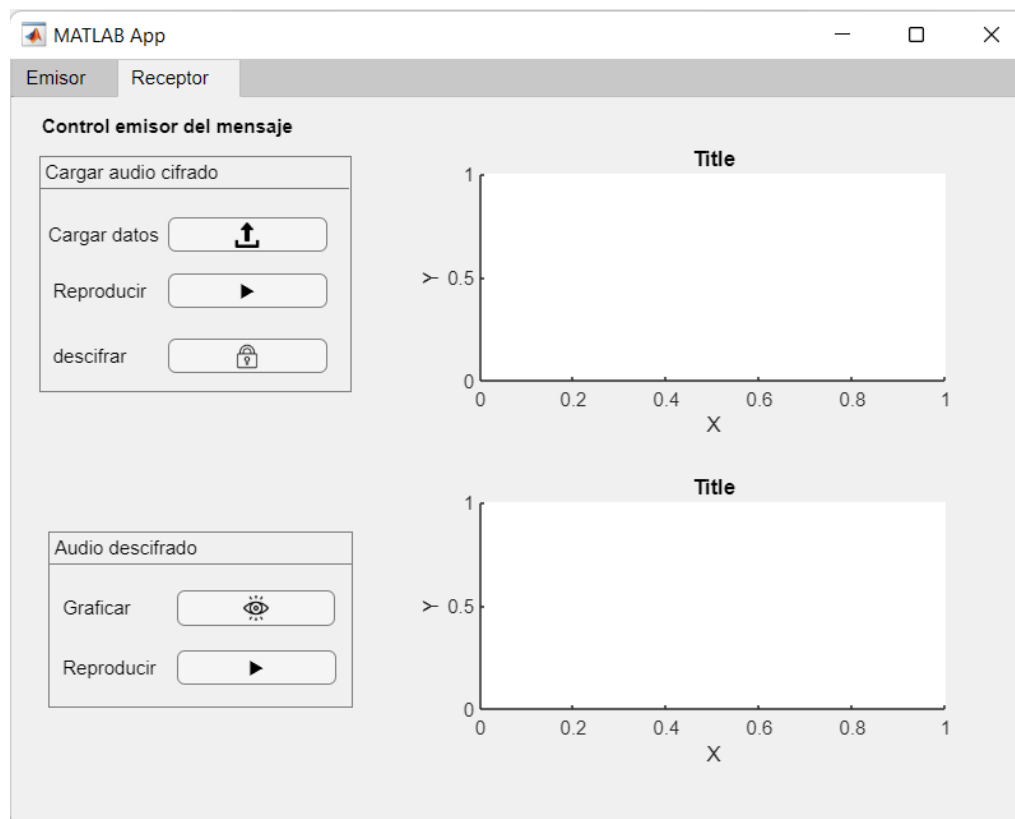 MATLAB App
Emisor Receptor
Control emisor del mensaje
Cargar audio cifrado
Cargar datos
Reproducir
descifrar
Title
1
Y 0.5
0
0 0.2 0.4 0.6 0.8 1
X
Audio descifrado
Graficar
Reproducir
Title
1
Y 0.5
0
0 0.2 0.4 0.6 0.8 1
X